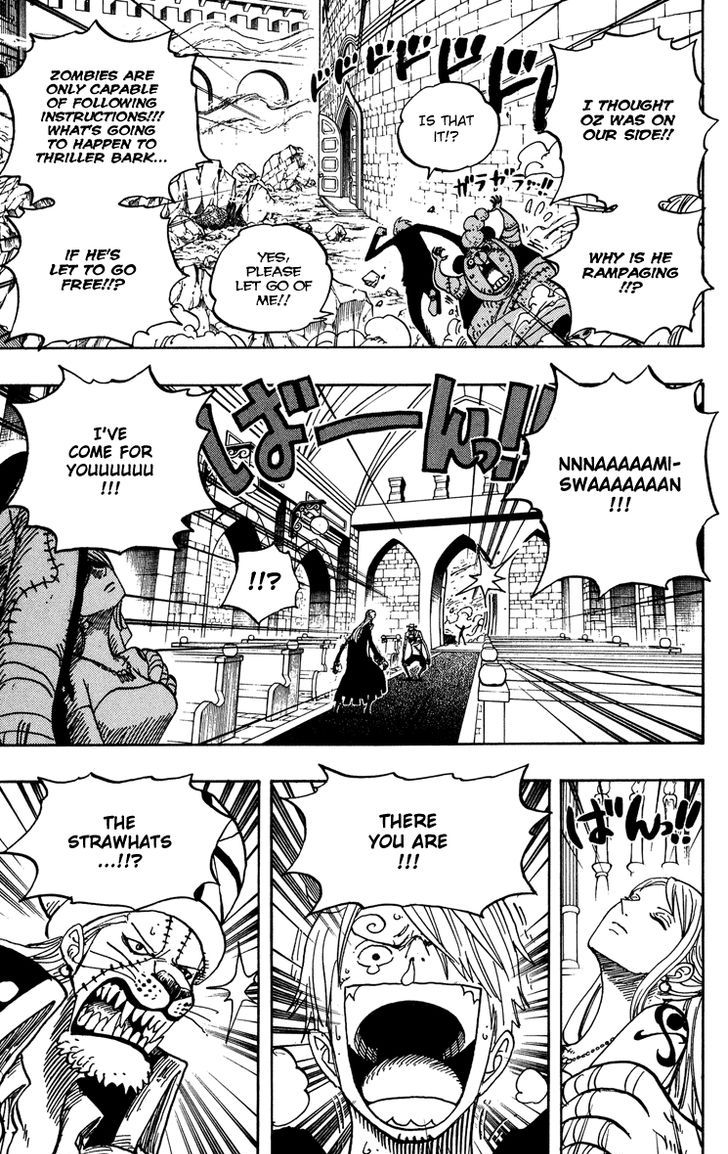 I THOUGHT
OZ WAS ON
OUR SIDE!!
WHY IS HE
RAMPAGING
!!?
ドドドドドド
IS THAT
IT!?
ザラザラ…!!
YES,
PLEASE
LET GO OF
ME!!
ZOMBIES ARE
ONLY CAPABLE
OF FOLLOWING
INSTRUCTIONS!!!
WHAT'S GOING
TO HAPPEN TO
THRILLER BARK...
IF HE'S
LET TO GO
FREE!!?
NNNAAAAAMI-
SWAAAAAAAN
!!!
ばーんっ!!
!!?
I'VE
COME FOR
YOUUUUUU
!!!
ばんっ!!
THERE
YOU ARE
!!!
THE
STRAWHATS
...!!?